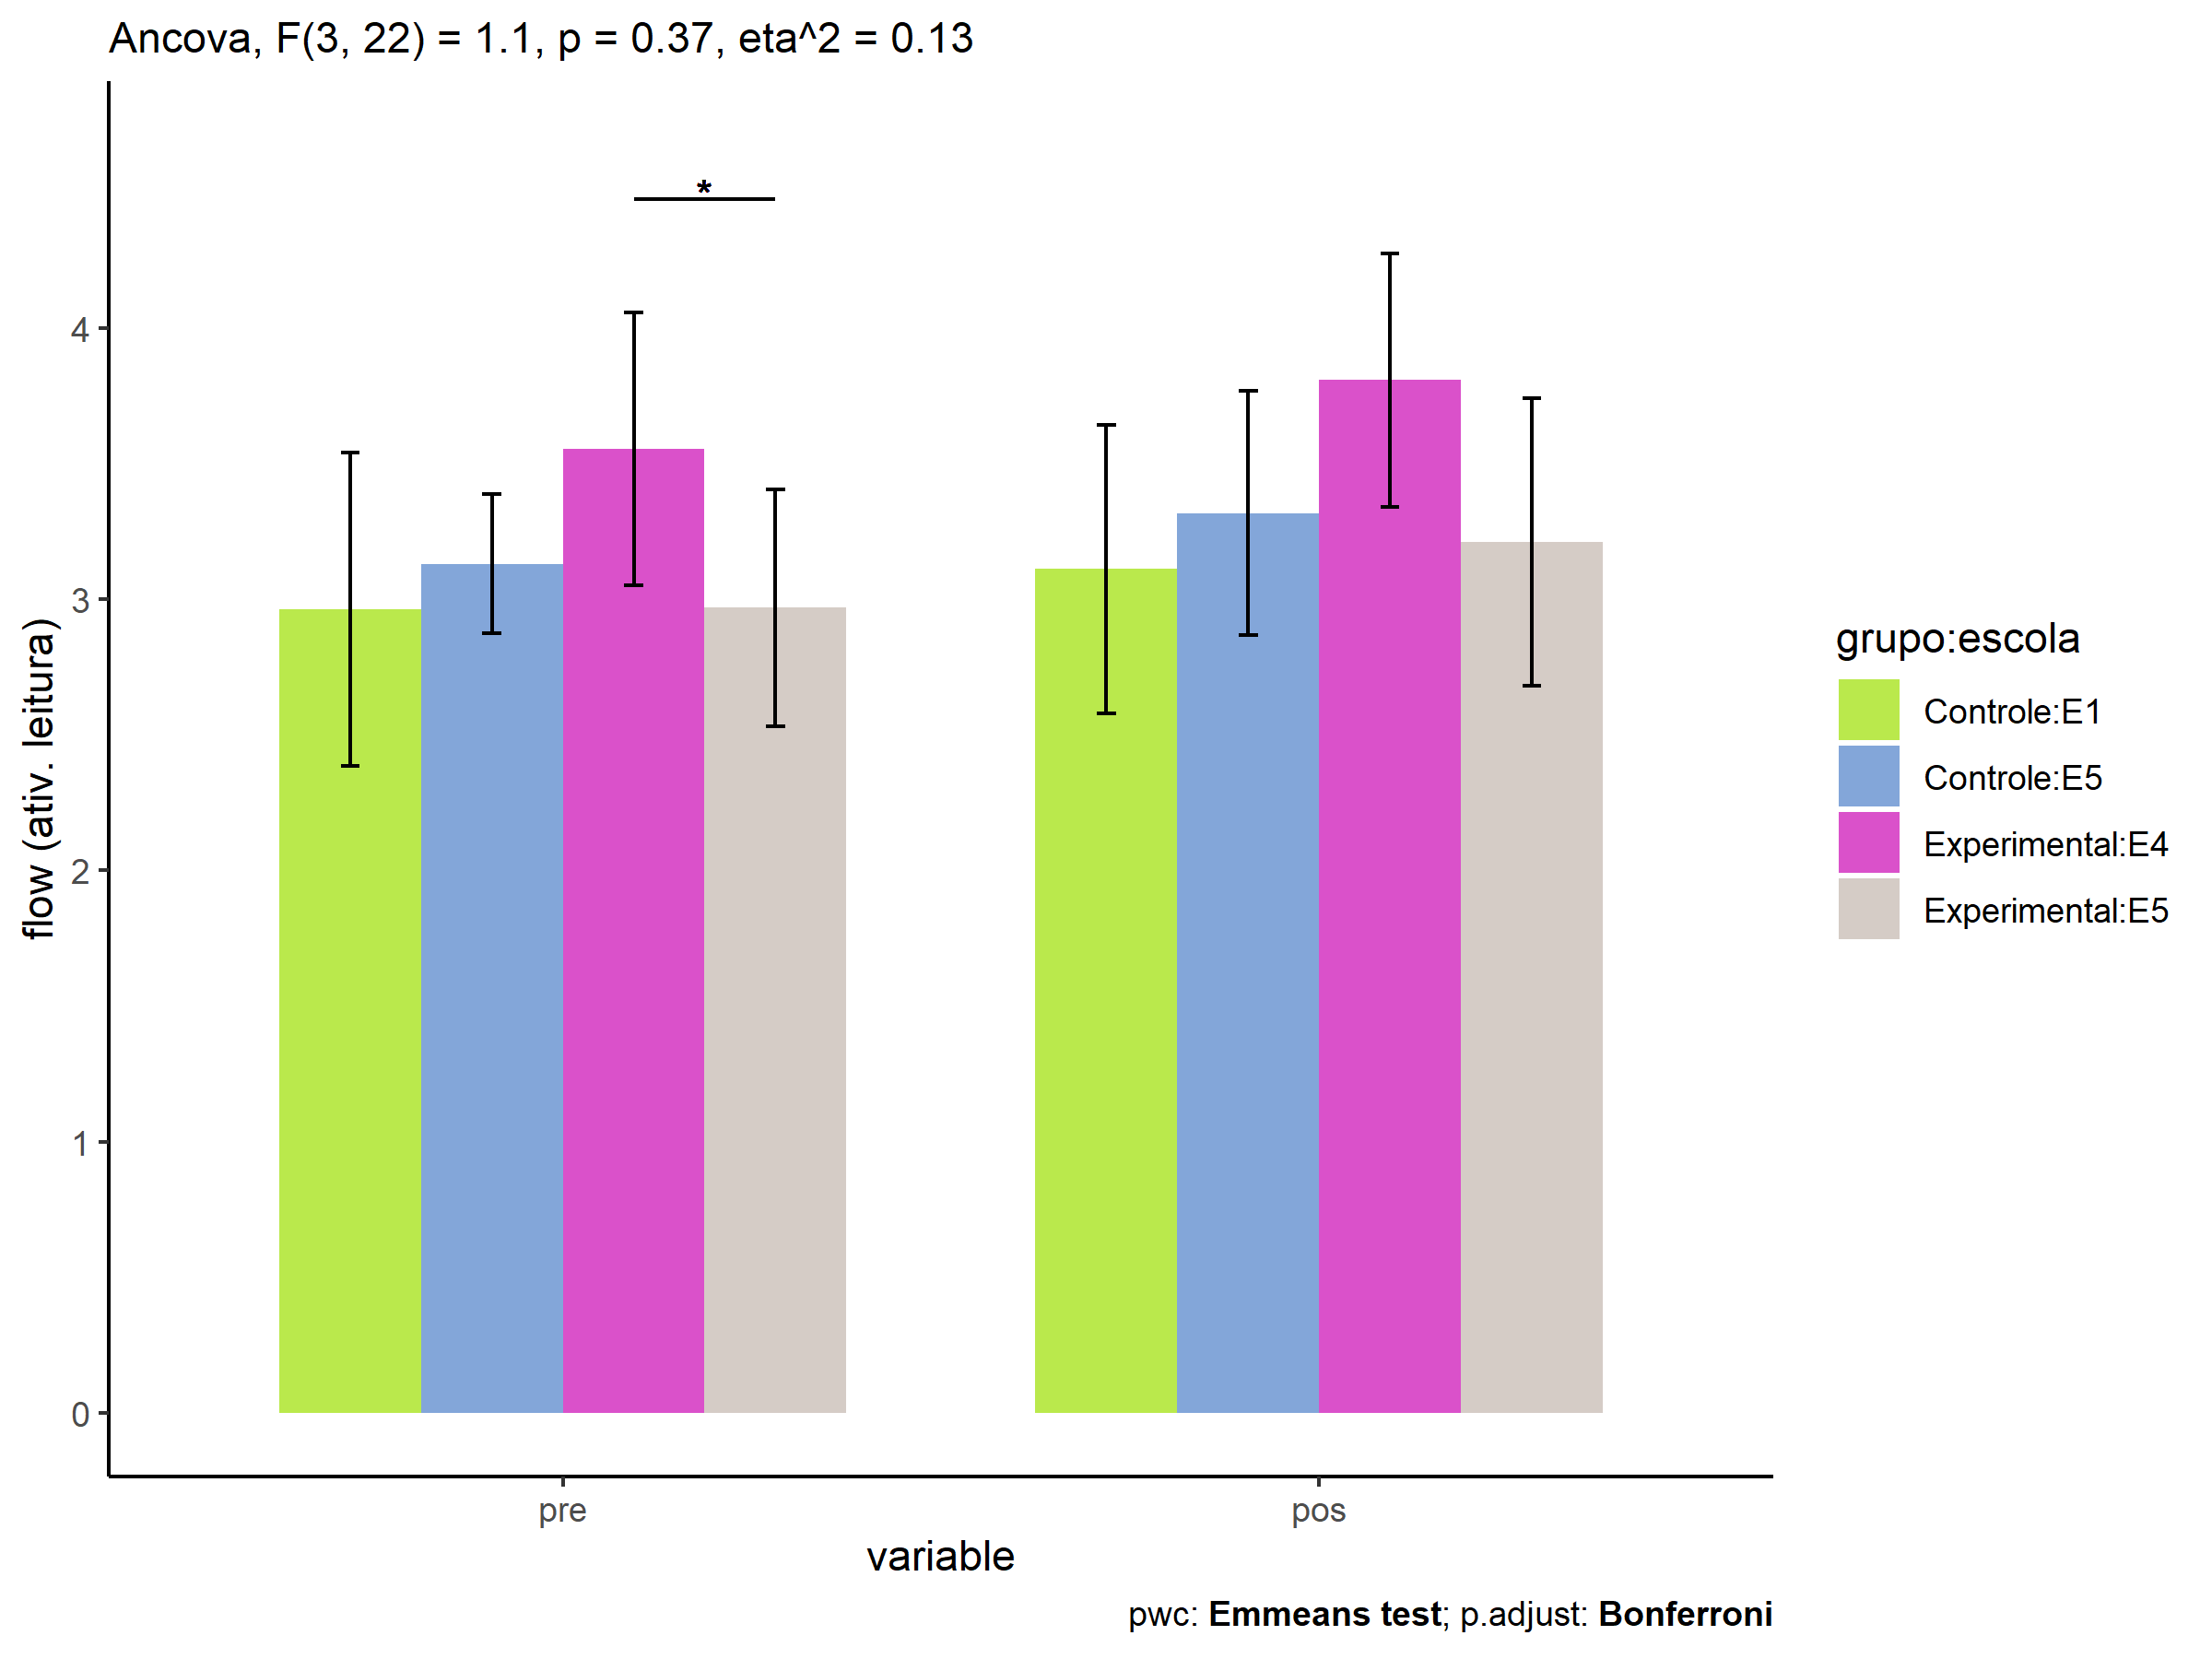 Ancova, F(3, 22) = 1.1, p = 0.37, eta^2 = 0.13
*
4
3
2
1
0
flow (ativ. leitura)
pre
pos
variable
grupo:escola
Controle:E1
Controle:E5
Experimental:E4
Experimental:E5
pwc: Emmeans test; p.adjust: Bonferroni